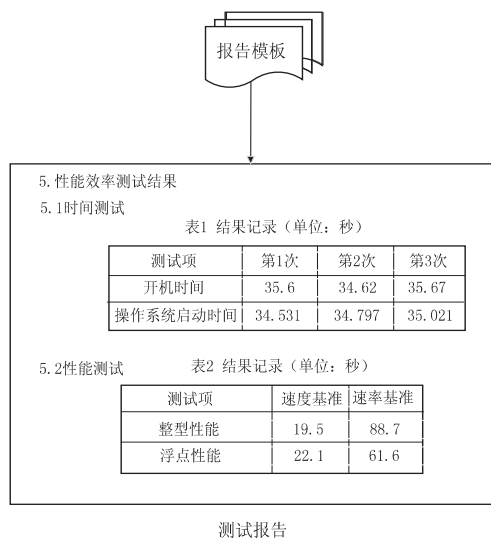 报告模板
5.性能效率测试结果
5.1时间测试
表1 结果记录（单位：秒）
测试项 第1次 第2次 第3次
开机时间 35.6 34.62 35.67
操作系统启动时间 34.531 34.797 35.021
5.2性能测试 表2 结果记录（单位：秒）
测试项 速度基准 速率基准
整型性能 19.5 88.7
浮点性能 22.1 61.6
测试报告